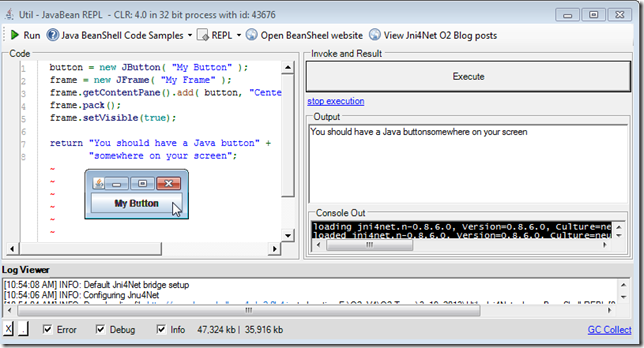 Util - JavaBean REPL - CLR: 4.0 in 32 bit process with id: 43676
Run Java BeanShell Code Samples REPL Open BeanSheel website View Jni4Net O2 Blog posts
Code
1 button = new JButton( "My Button" );
2 frame = new JFrame( "My Frame" );
3 frame.getContentPane().add( button, "Cente
4 frame.pack();
5 frame.setVisible(true);
6
7 return "You should have a Java button" +
8 "somewhere on your screen";
~
~
~
~
~
My Button
Invoke and Result
Execute
stop execution
Output
You should have a Java buttonsomewhere on your screen
Console Out
loading jni4net.n-0.8.6.0, Version=0.8.6.0, Culture=ne
loaded jni4net.n-0.8.6.0, Version=0.8.6.0, Culture=neu
Log Viewer
[10:54:08 AM] INFO: Default Jni4Net bridge setup
[10:54:06 AM] INFO: Configuring Jnu4Net
X _ Error Debug Info 47,324 kb | 35,916 kb GC Collect